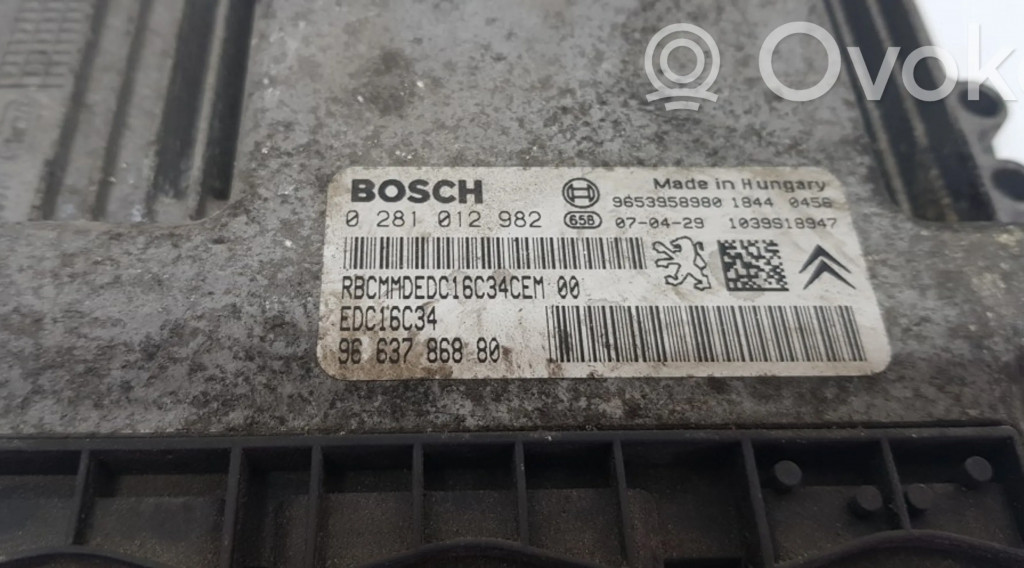 Ovoko
BOSCH
Made in Hungary
9653958980 1844 0456
0 281 012 982
658
07-04-29 1039S18947
RBCMMDEDC16C34CEM 00
EDC16C34
96 637 868 80